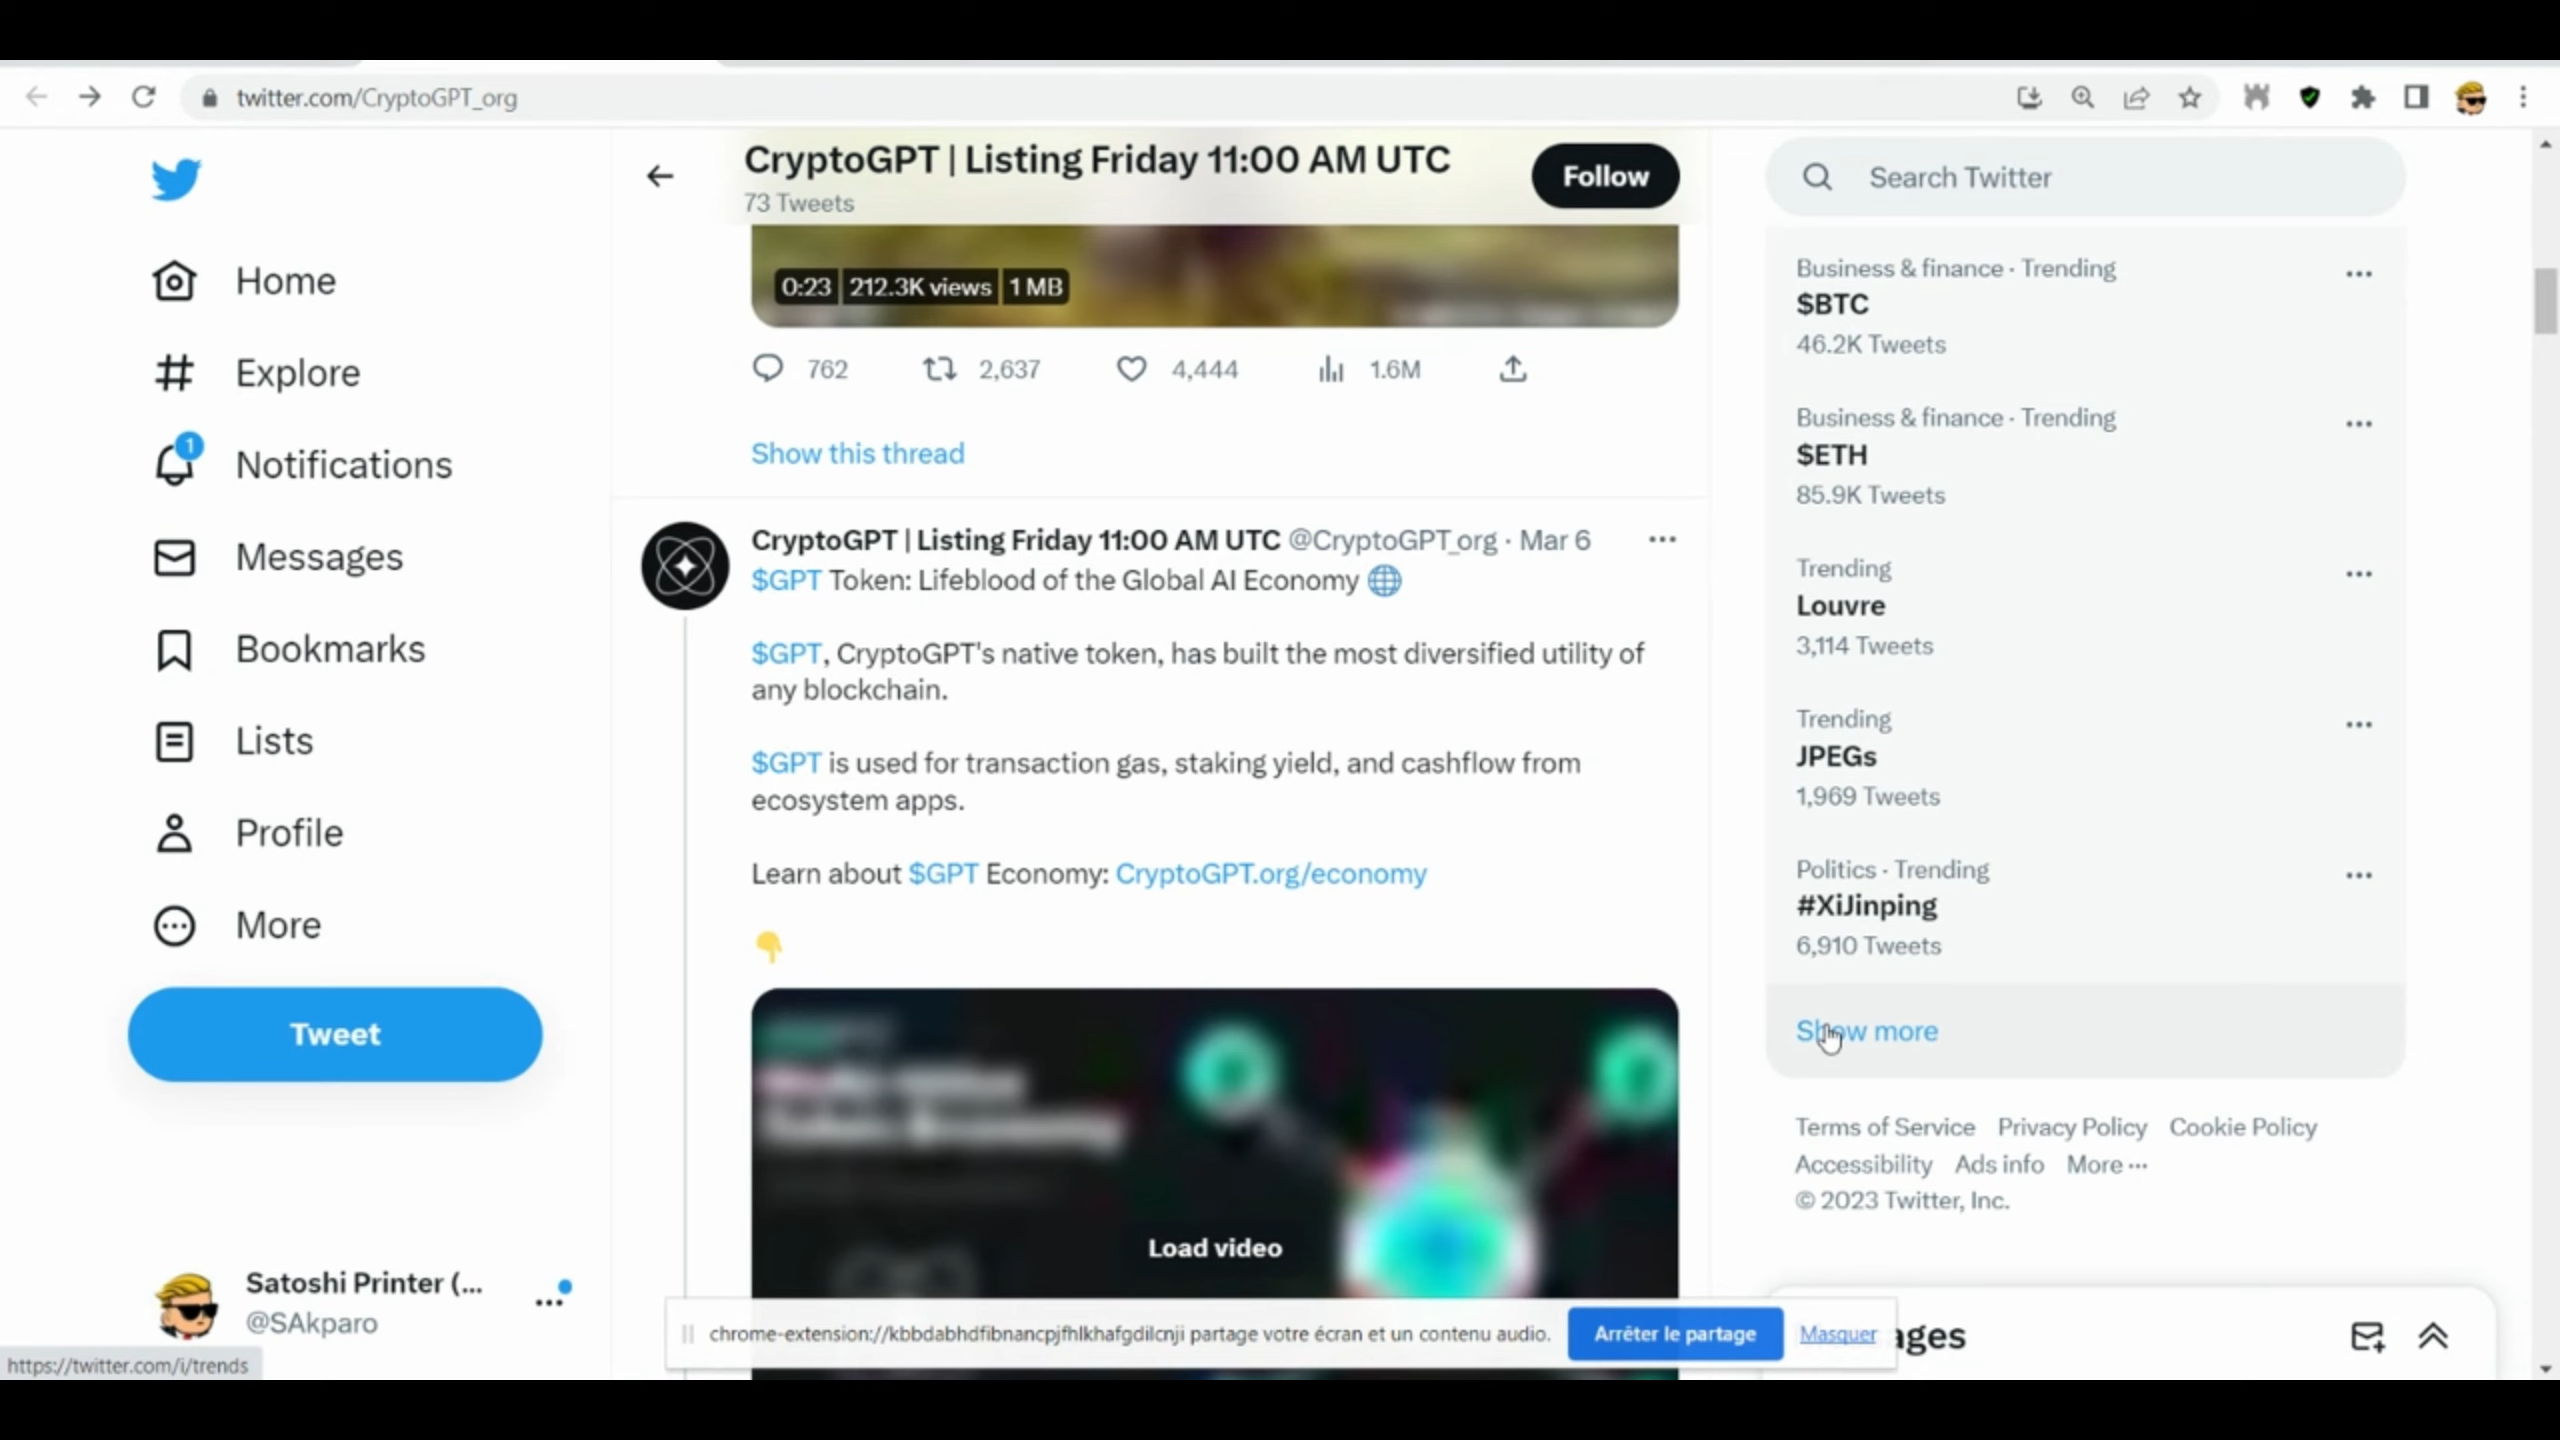 twitter.com/CryptoGPT_org
CryptoGPT | Listing Friday 11:00 AM UTC
73 Tweets
Follow
Search Twitter
Home
Explore
1
Notifications
Messages
Bookmarks
Lists
Profile
More
Tweet
Satoshi Printer (...
@SAkparo
https://twitter.com/i/trends
0:23 212.3K views 1 MB
762 2,637 4,444 1.6M
Show this thread
CryptoGPT | Listing Friday 11:00 AM UTC @CryptoGPT_org · Mar 6
$GPT Token: Lifeblood of the Global AI Economy 🌐
$GPT, CryptoGPT's native token, has built the most diversified utility of
any blockchain.
$GPT is used for transaction gas, staking yield, and cashflow from
ecosystem apps.
Learn about $GPT Economy: CryptoGPT.org/economy
👇
Load video
chrome-extension://kbbdabhdfibnancpjfhlkhafgdilcnji partage votre écran et un contenu audio.
Arrêter le partage
Masquer
Business & finance · Trending
$BTC
46.2K Tweets
Business & finance · Trending
$ETH
85.9K Tweets
Trending
Louvre
3,114 Tweets
Trending
JPEGs
1,969 Tweets
Politics · Trending
#XiJinping
6,910 Tweets
Show more
Terms of Service Privacy Policy Cookie Policy
Accessibility Ads info More ···
© 2023 Twitter, Inc.
ages